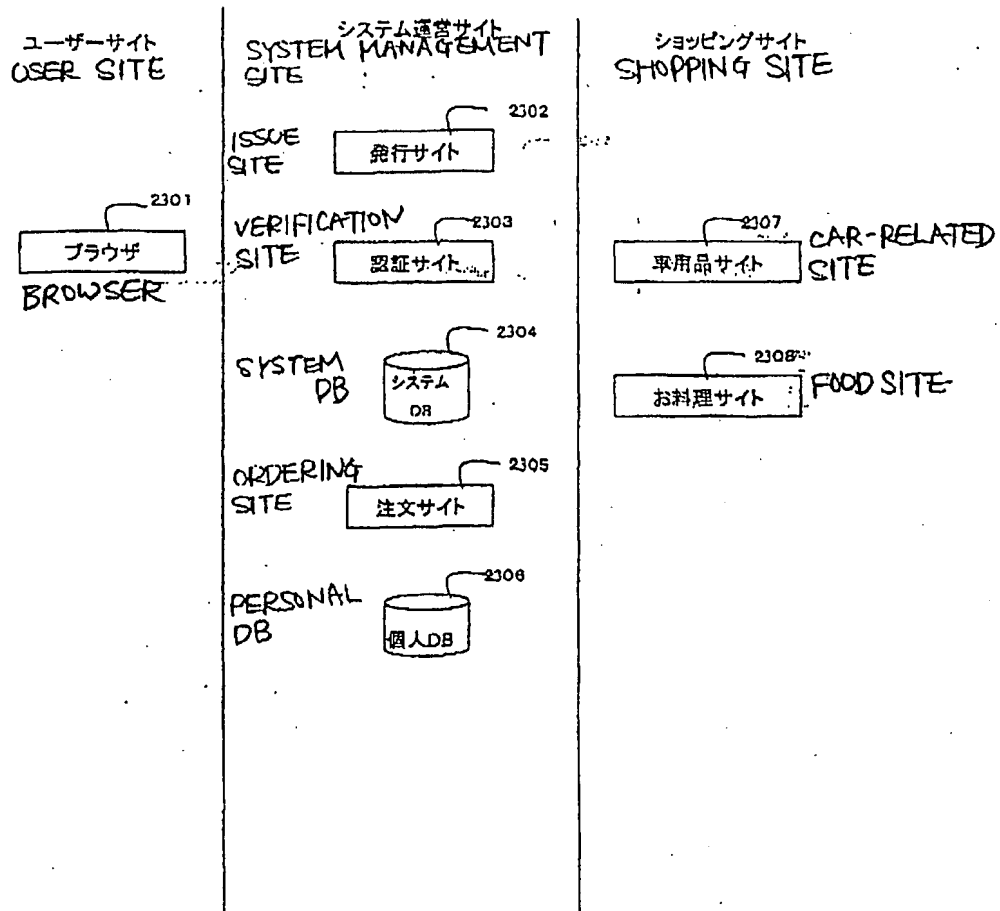 ユーザーサイト
USER SITE
2301
ブラウザ
BROWSER
システム運営サイト
SYSTEM MANAGEMENT
SITE
ISSUE
SITE
2302
発行サイト
VERIFICATION
SITE
2303
認証サイト
SYSTEM
DB
2304
システム
DB
ORDERING
SITE
2305
注文サイト
PERSONAL
DB
2306
個人DB
ショッピングサイト
SHOPPING SITE
2307
車用品サイト
CAR-RELATED
SITE
2308
お料理サイト
FOOD SITE